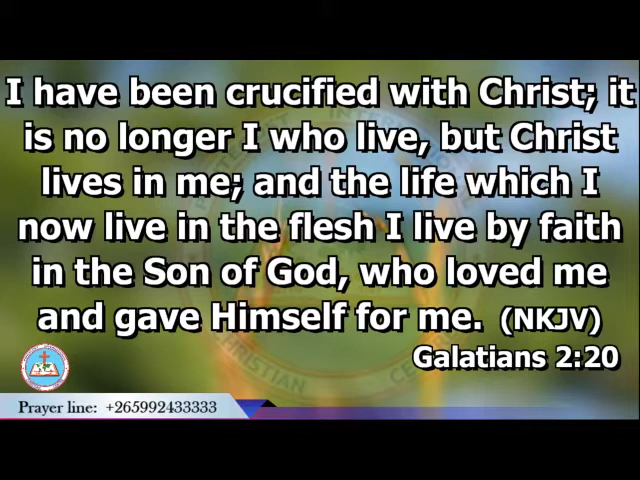 I have been crucified with Christ; it
is no longer I who live, but Christ
lives in me; and the life which I
now live in the flesh I live by faith
in the Son of God, who loved me
and gave Himself for me. (NKJV)
Galatians 2:20
Prayer line: +265992433333